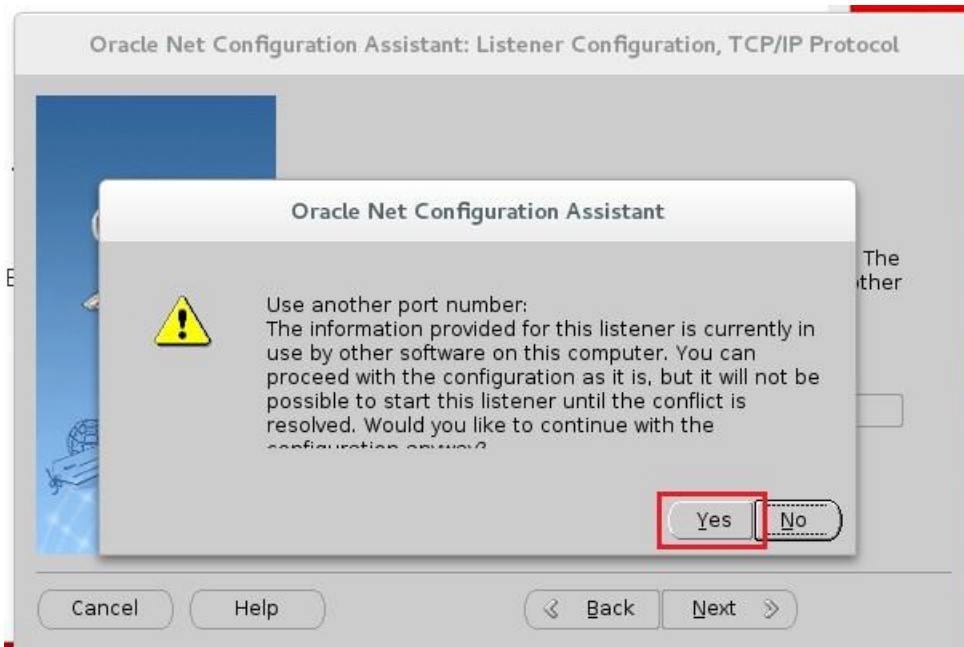 Oracle Net Configuration Assistant: Listener Configuration, TCP/IP Protocol
Oracle Net Configuration Assistant
The
other
E
Use another port number:
The information provided for this listener is currently in
use by other software on this computer. You can
proceed with the configuration as it is, but it will not be
possible to start this listener until the conflict is
resolved. Would you like to continue with the
configuration anyway?
Yes
No
Cancel
Help
Back
Next